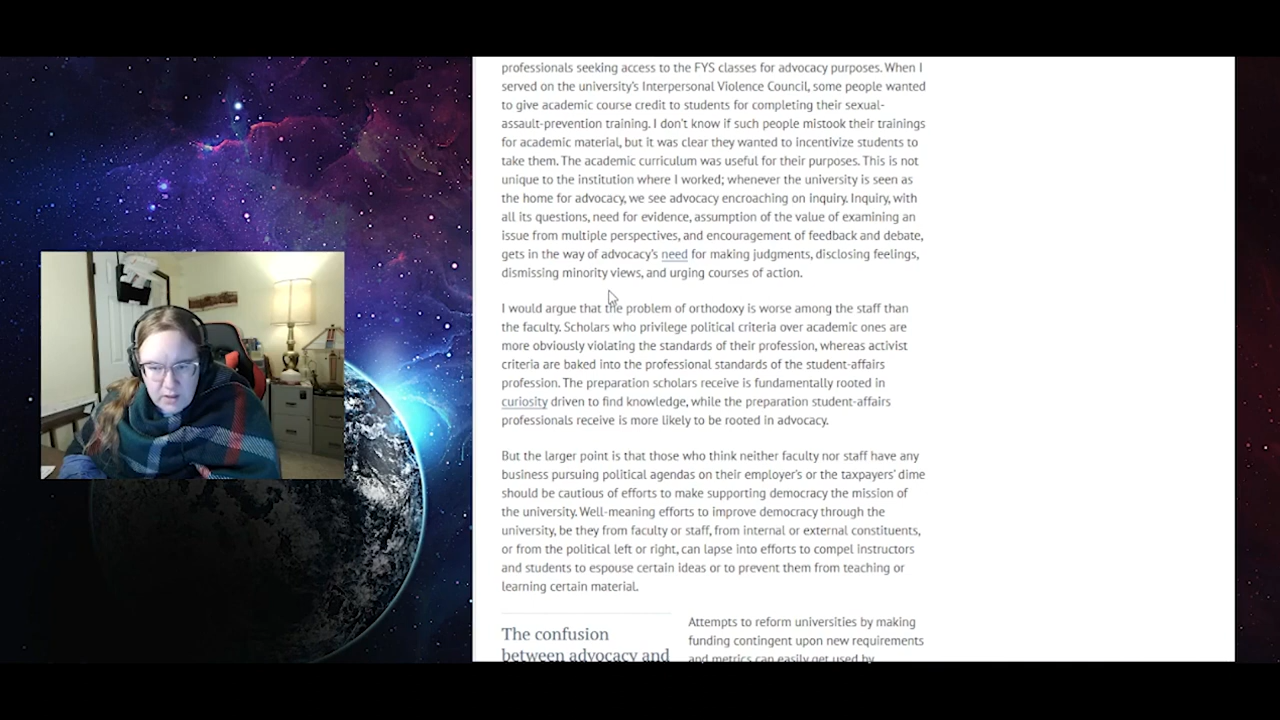 professionals seeking access to the FYS classes for advocacy purposes. When I
served on the university's Interpersonal Violence Council, some people wanted
to give academic course credit to students for completing their sexual-
assault-prevention training. I don't know if such people mistook their trainings
for academic material, but it was clear they wanted to incentivize students to
take them. The academic curriculum was useful for their purposes. This is not
unique to the institution where I worked; whenever the university is seen as
the home for advocacy, we see advocacy encroaching on inquiry. Inquiry, with
all its questions, need for evidence, assumption of the value of examining an
issue from multiple perspectives, and encouragement of feedback and debate,
gets in the way of advocacy's need for making judgments, disclosing feelings,
dismissing minority views, and urging courses of action.
I would argue that the problem of orthodoxy is worse among the staff than
the faculty. Scholars who privilege political criteria over academic ones are
more obviously violating the standards of their profession, whereas activist
criteria are baked into the professional standards of the student-affairs
profession. The preparation scholars receive is fundamentally rooted in
curiosity driven to find knowledge, while the preparation student-affairs
professionals receive is more likely to be rooted in advocacy.
But the larger point is that those who think neither faculty nor staff have any
business pursuing political agendas on their employer's or the taxpayers' dime
should be cautious of efforts to make supporting democracy the mission of
the university. Well-meaning efforts to improve democracy through the
university, be they from faculty or staff, from internal or external constituents,
or from the political left or right, can lapse into efforts to compel instructors
and students to espouse certain ideas or to prevent them from teaching or
learning certain material.
The confusion
between advocacy and
Attempts to reform universities by making
funding contingent upon new requirements
and metrics can easily get used by